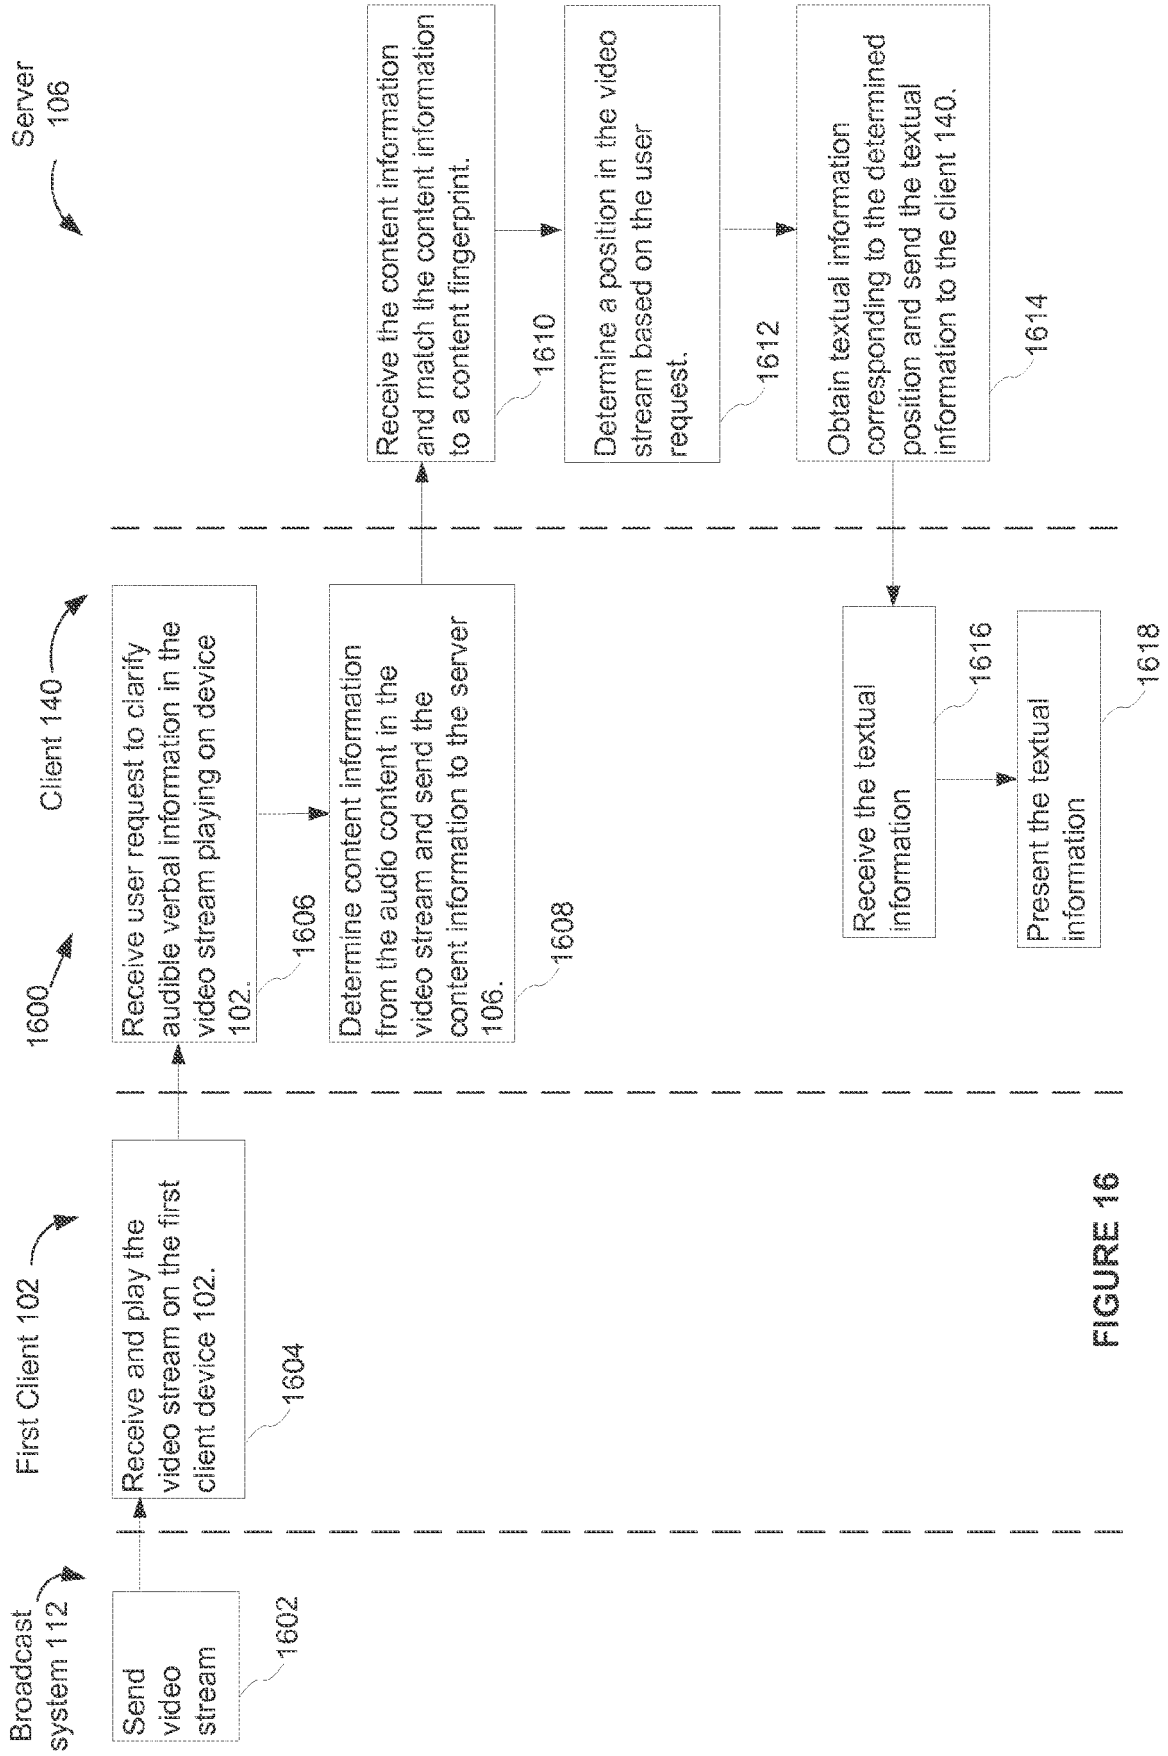 1600
Broadcast
system 112
First Client 102
Client 140
Server
106
Send
video
stream
1602
Receive and play the
video stream on the first
client device 102.
1604
Receive user request to clarify
audible verbal information in the
video stream playing on device
102.
1606
Determine content information
from the audio content in the
video stream and send the
content information to the server
106.
1608
Receive the content information
and match the content information
to a content fingerprint.
1610
Determine a position in the video
stream based on the user
request.
1612
Obtain textual information
corresponding to the determined
position and send the textual
information to the client 140.
1614
Receive the textual
information
1616
Present the textual
information
1618
FIGURE 16